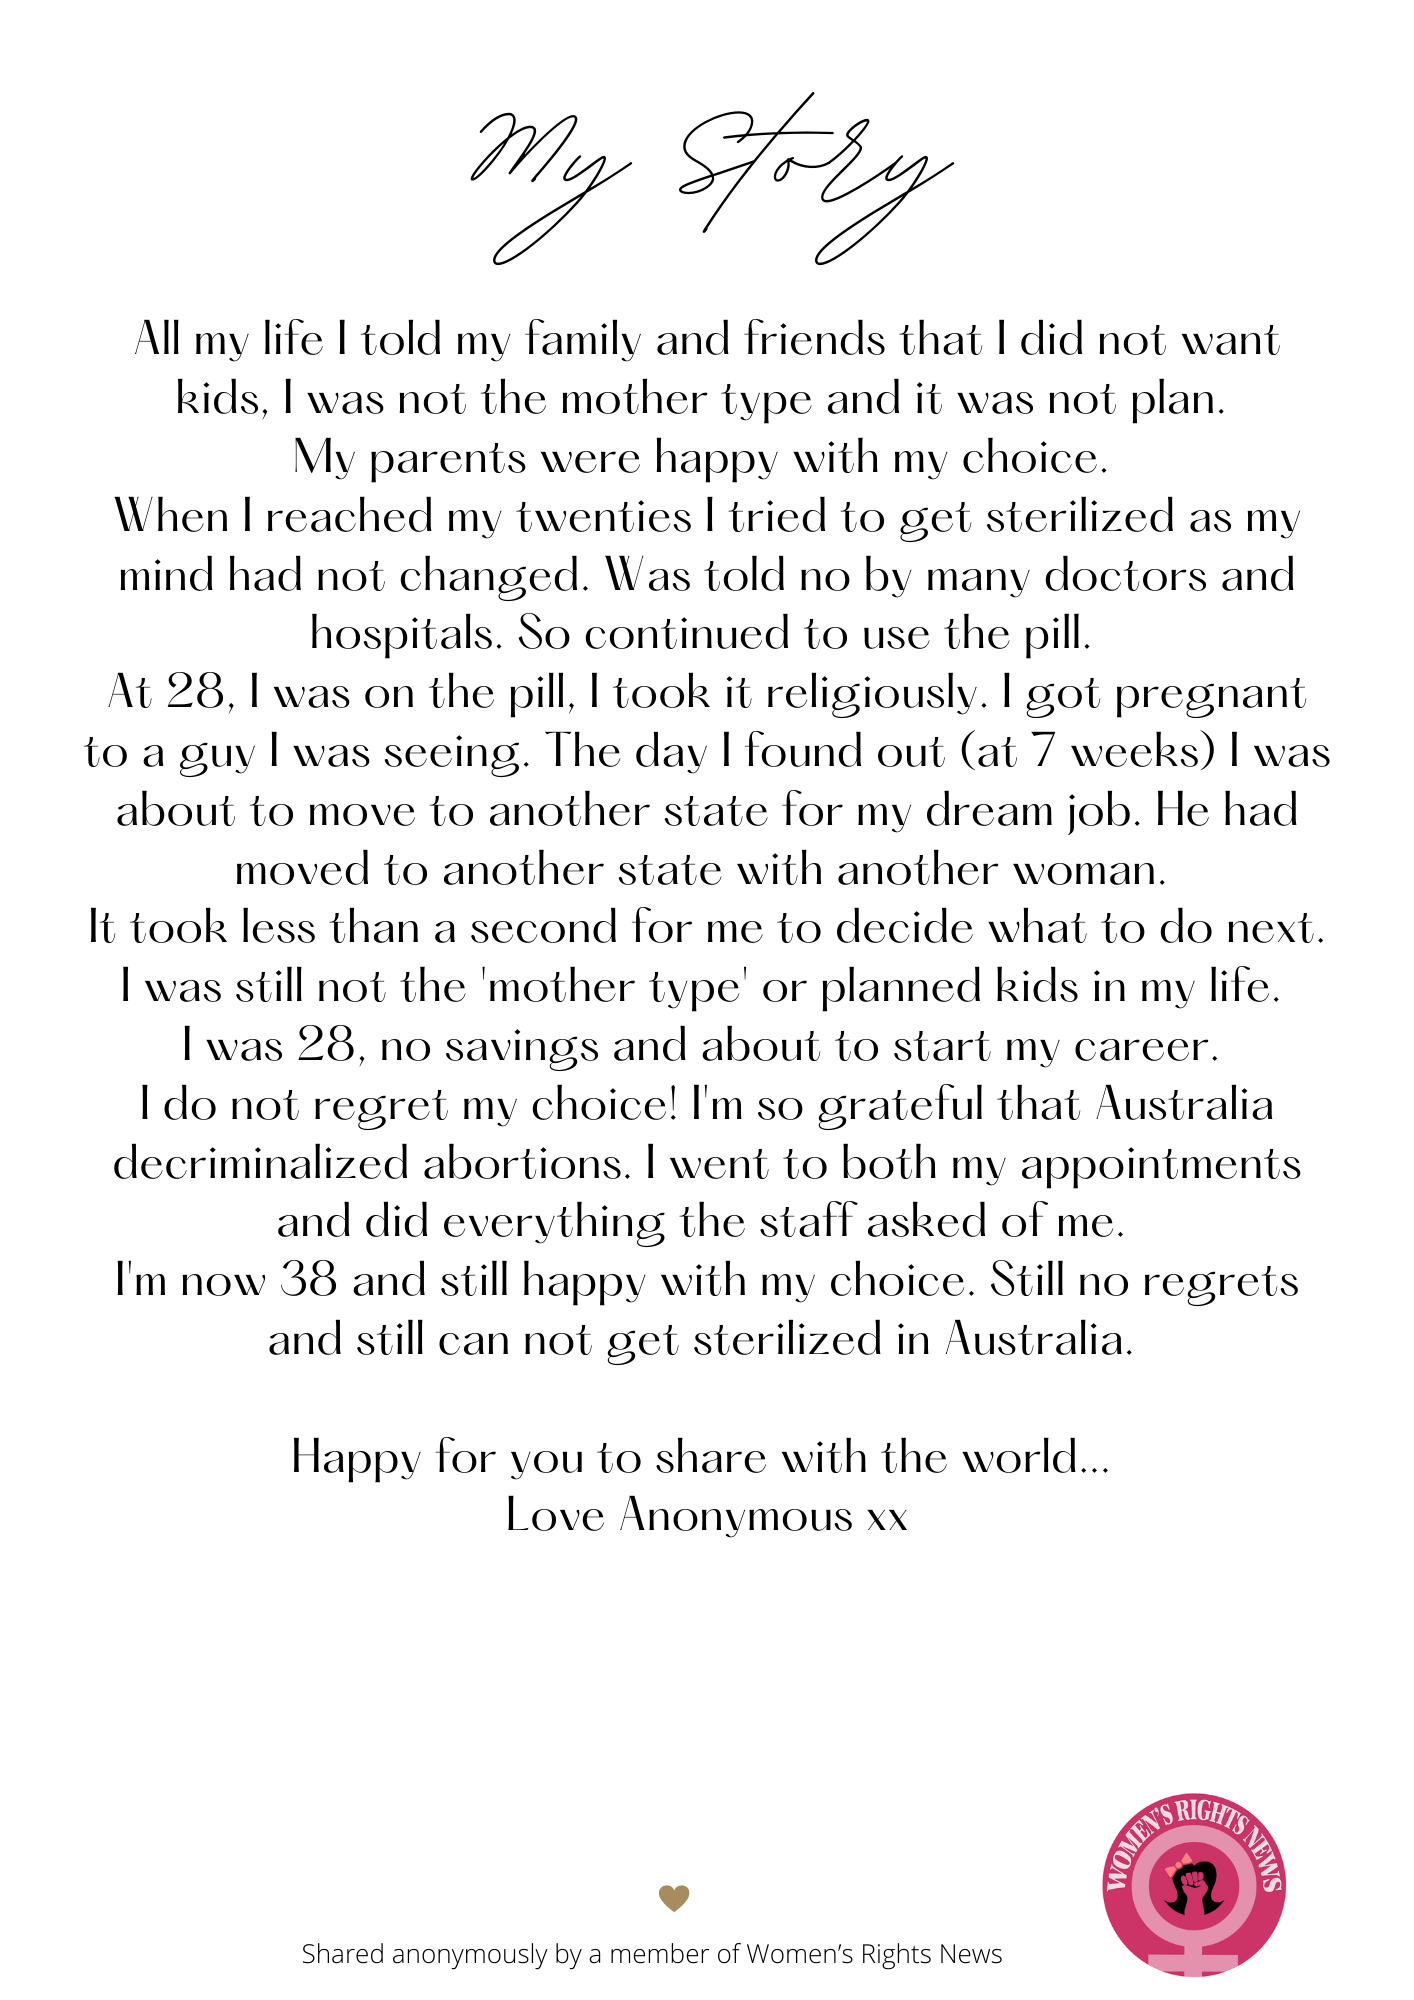 My Story
All my life I told my family and friends that I did not want
kids, I was not the mother type and it was not plan.
My parents were happy with my choice.
When I reached my twenties I tried to get sterilized as my
mind had not changed. Was told no by many doctors and
hospitals. So continued to use the pill.
At 28, I was on the pill, I took it religiously. I got pregnant
to a guy I was seeing. The day I found out (at 7 weeks) I was
about to move to another state for my dream job. He had
moved to another state with another woman.
It took less than a second for me to decide what to do next.
I was still not the 'mother type' or planned kids in my life.
I was 28, no savings and about to start my career.
I do not regret my choice! I'm so grateful that Australia
decriminalized abortions. I went to both my appointments
and did everything the staff asked of me.
I'm now 38 and still happy with my choice. Still no regrets
and still can not get sterilized in Australia.
Happy for you to share with the world...
Love Anonymous xx
WOMEN'S RIGHTS NEWS
Shared anonymously by a member of Women’s Rights News